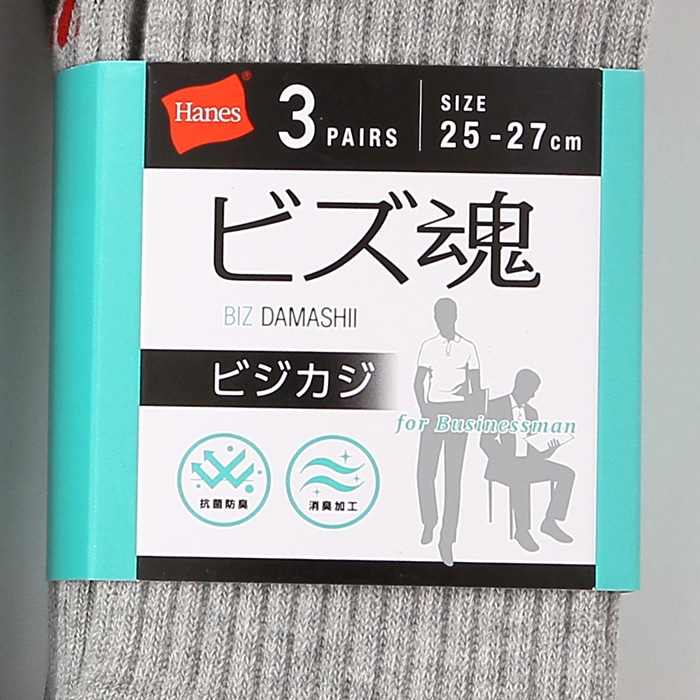 Hanes®
3 PAIRS
SIZE
25-27cm
ビズ魂
BIZ DAMASHII
ビジカジ
for Businessman
抗菌防臭
消臭加工